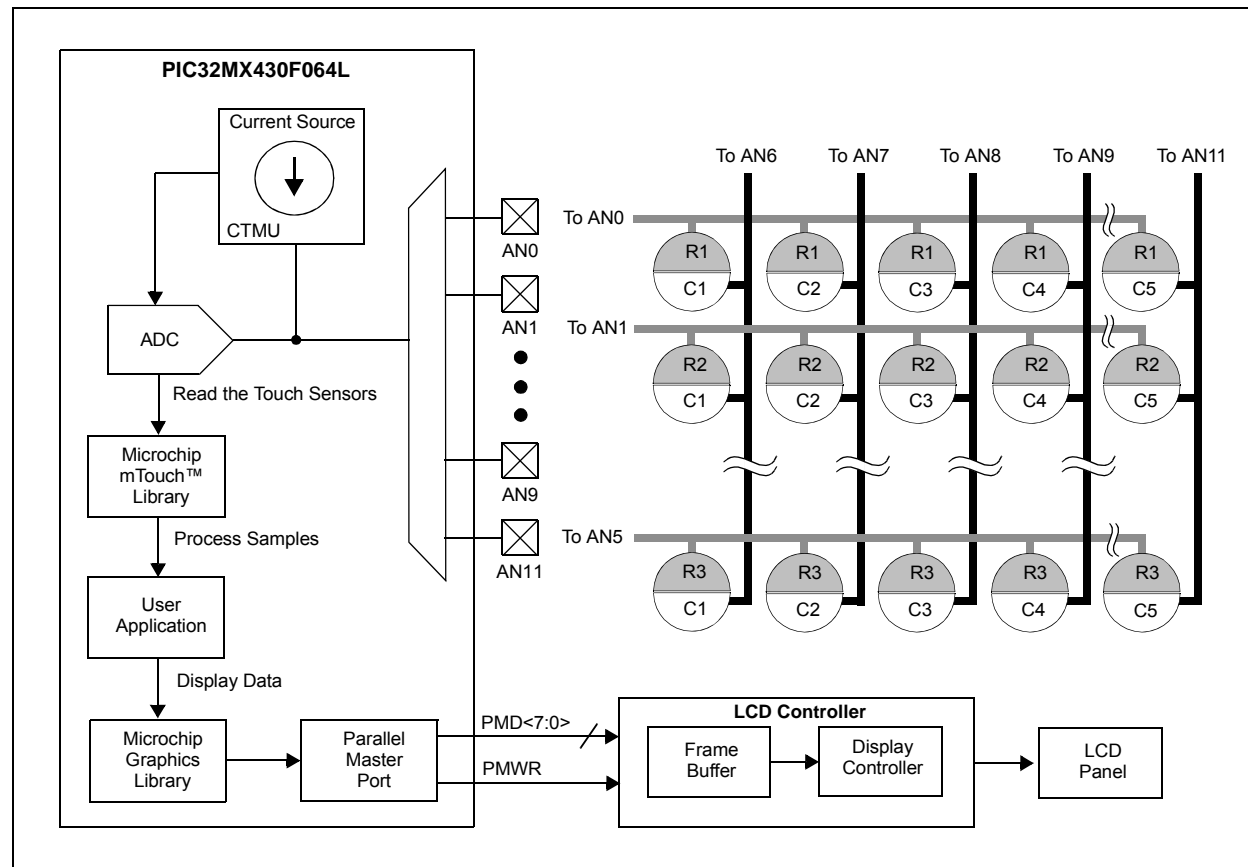 PIC32MX430F064L
Current Source
CTMU
ADC
Read the Touch Sensors
Microchip
mTouch™
Library
Process Samples
User
Application
Display Data
Microchip
Graphics
Library
Parallel
Master
Port
AN0
AN1
AN9
AN11
To AN6
To AN7
To AN8
To AN9
To AN11
To AN0
R1 R1 R1 R1 R1
C1 C2 C3 C4 C5
To AN1
R2 R2 R2 R2 R2
C1 C2 C3 C4 C5
To AN5
R3 R3 R3 R3 R3
C1 C2 C3 C4 C5
PMD<7:0>
PMWR
LCD Controller
Frame
Buffer
Display
Controller
LCD
Panel